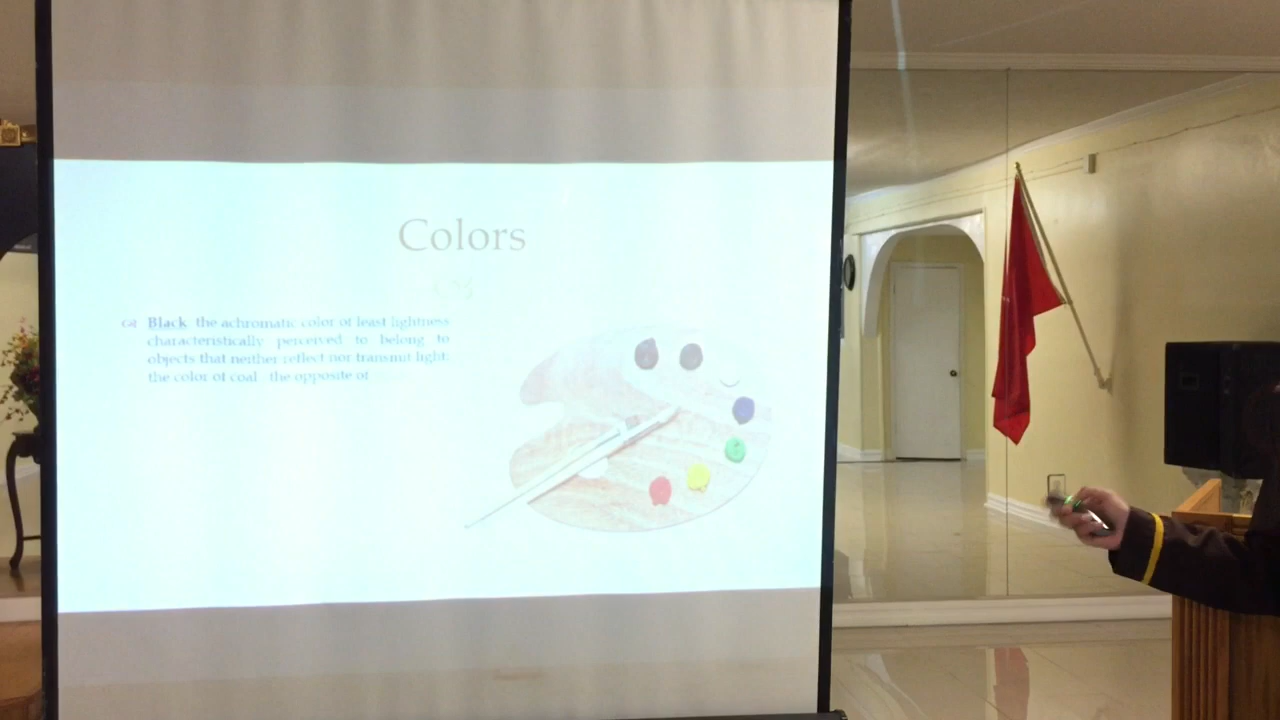 Colors
Black the achromatic color of least lightness
characteristically perceived to belong to
objects that neither reflect nor transmit light;
the color of coal the opposite of